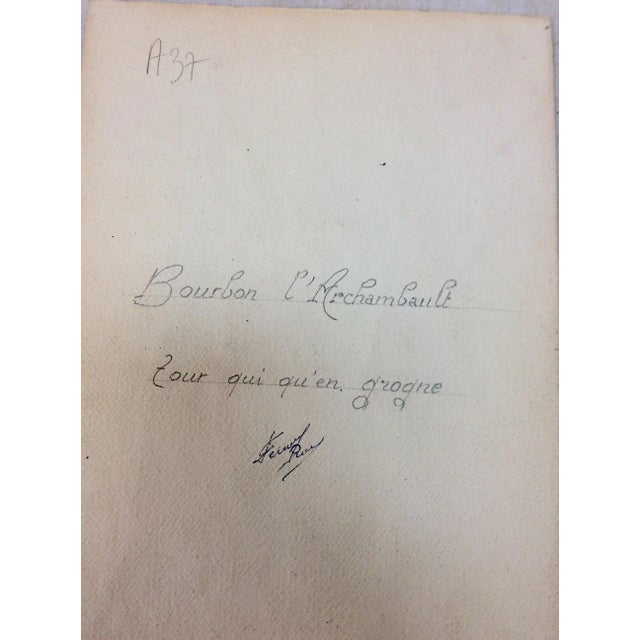 A37
Bourbon l'Archambault
Tour qui qu'en. grogne